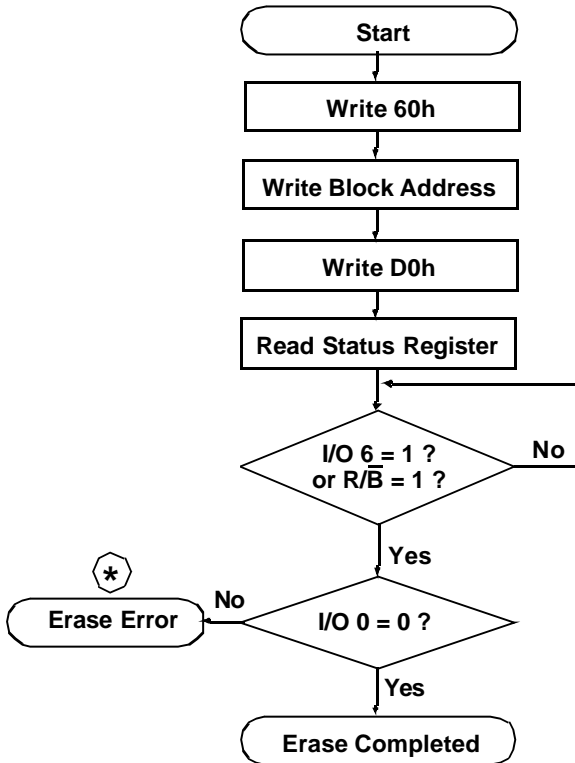 Start
Write 60h
Write Block Address
Write D0h
Read Status Register
I/O 6 = 1 ?
or R/B̅ = 1 ?
No
Yes
*
No
Erase Error
I/O 0 = 0 ?
Yes
Erase Completed